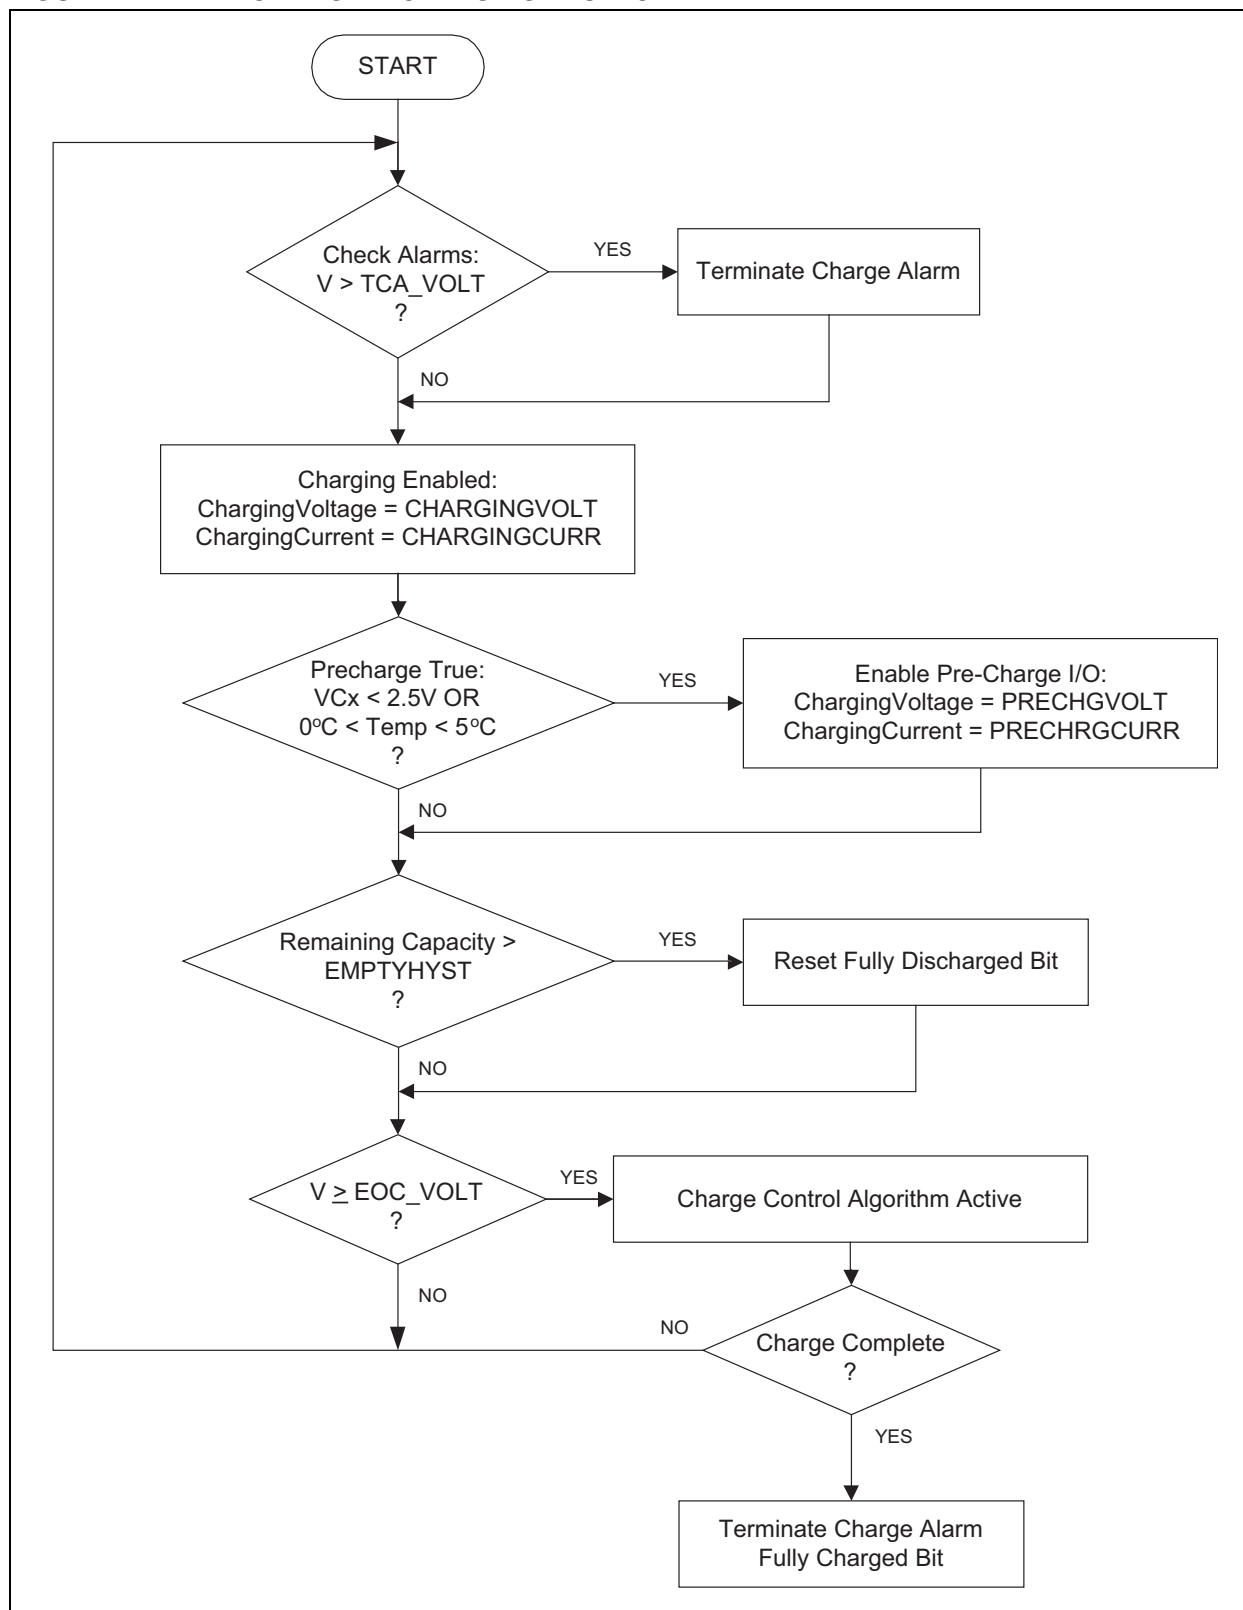 START
Check Alarms:
V > TCA_VOLT
?
YES
Terminate Charge Alarm
NO
Charging Enabled:
ChargingVoltage = CHARGINGVOLT
ChargingCurrent = CHARGINGCURR
Precharge True:
VCx < 2.5V OR
0°C < Temp < 5°C
?
YES
Enable Pre-Charge I/O:
ChargingVoltage = PRECHGVOLT
ChargingCurrent = PRECHRGCURR
NO
Remaining Capacity >
EMPTYHYST
?
YES
Reset Fully Discharged Bit
NO
V ≥ EOC_VOLT
?
YES
Charge Control Algorithm Active
NO
NO
Charge Complete
?
YES
Terminate Charge Alarm
Fully Charged Bit